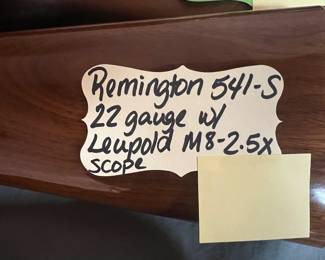 Remington 541-S
22 gauge w/
Leupold M8-2.5x
scope